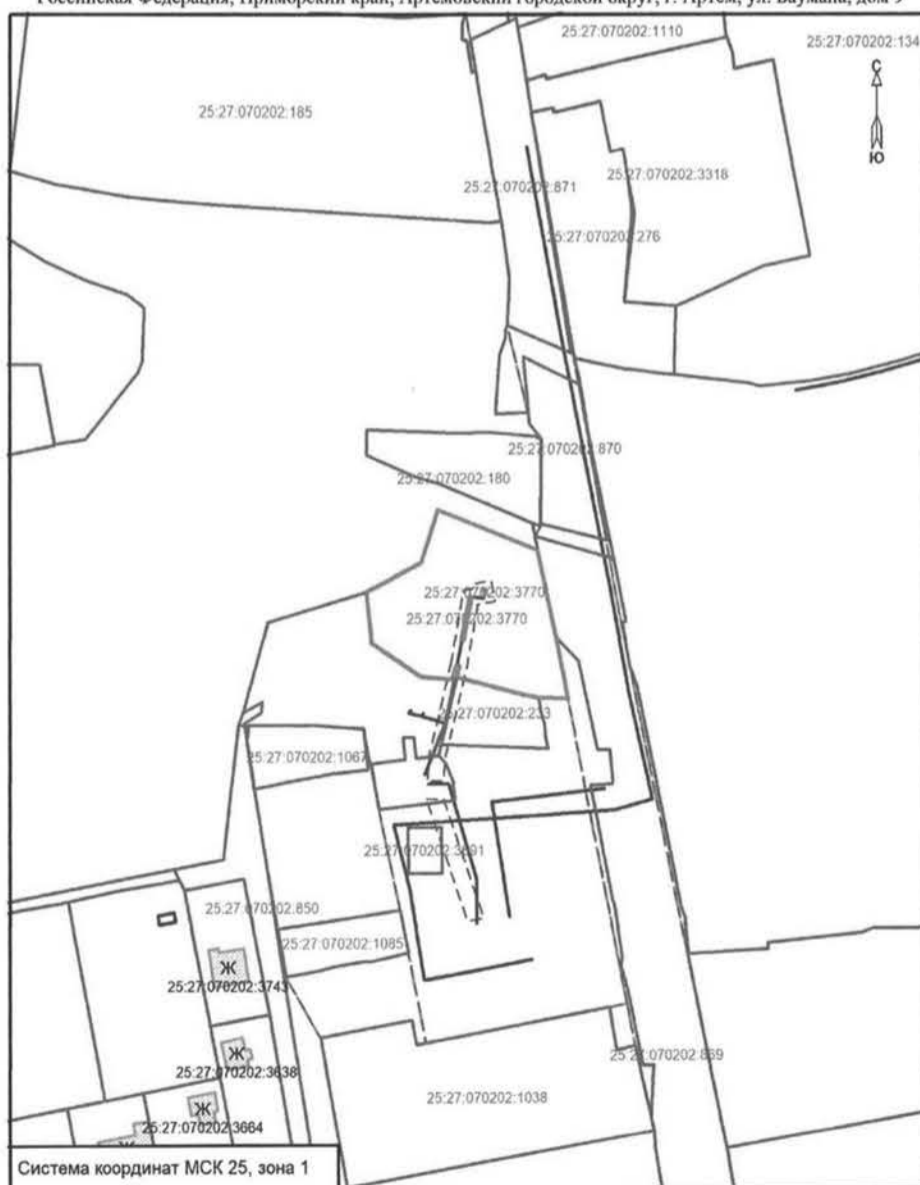 Российская Федерация, Приморский край, Артемовский городской округ, г. Артем, ул. Баумана, дом 9
25:27:070202:1110
25:27:070202:134
С
Ю
25:27:070202:185
25:27:070202:3318
25:27:070202:871
25:27:070202:276
25:27:070202:870
25:27:070202:180
25:27:070202:3770
25:27:070202:3770
25:27:070202:233
25:27:070202:1067
25:27:070202:3691
25:27:070202:850
25:27:070202:1085
Ж
25:27:070202:3743
Ж
25:27:070202:3638
25:27:070202:869
25:27:070202:1038
Ж
25:27:070202:3664
Ж
Система координат МСК 25, зона 1